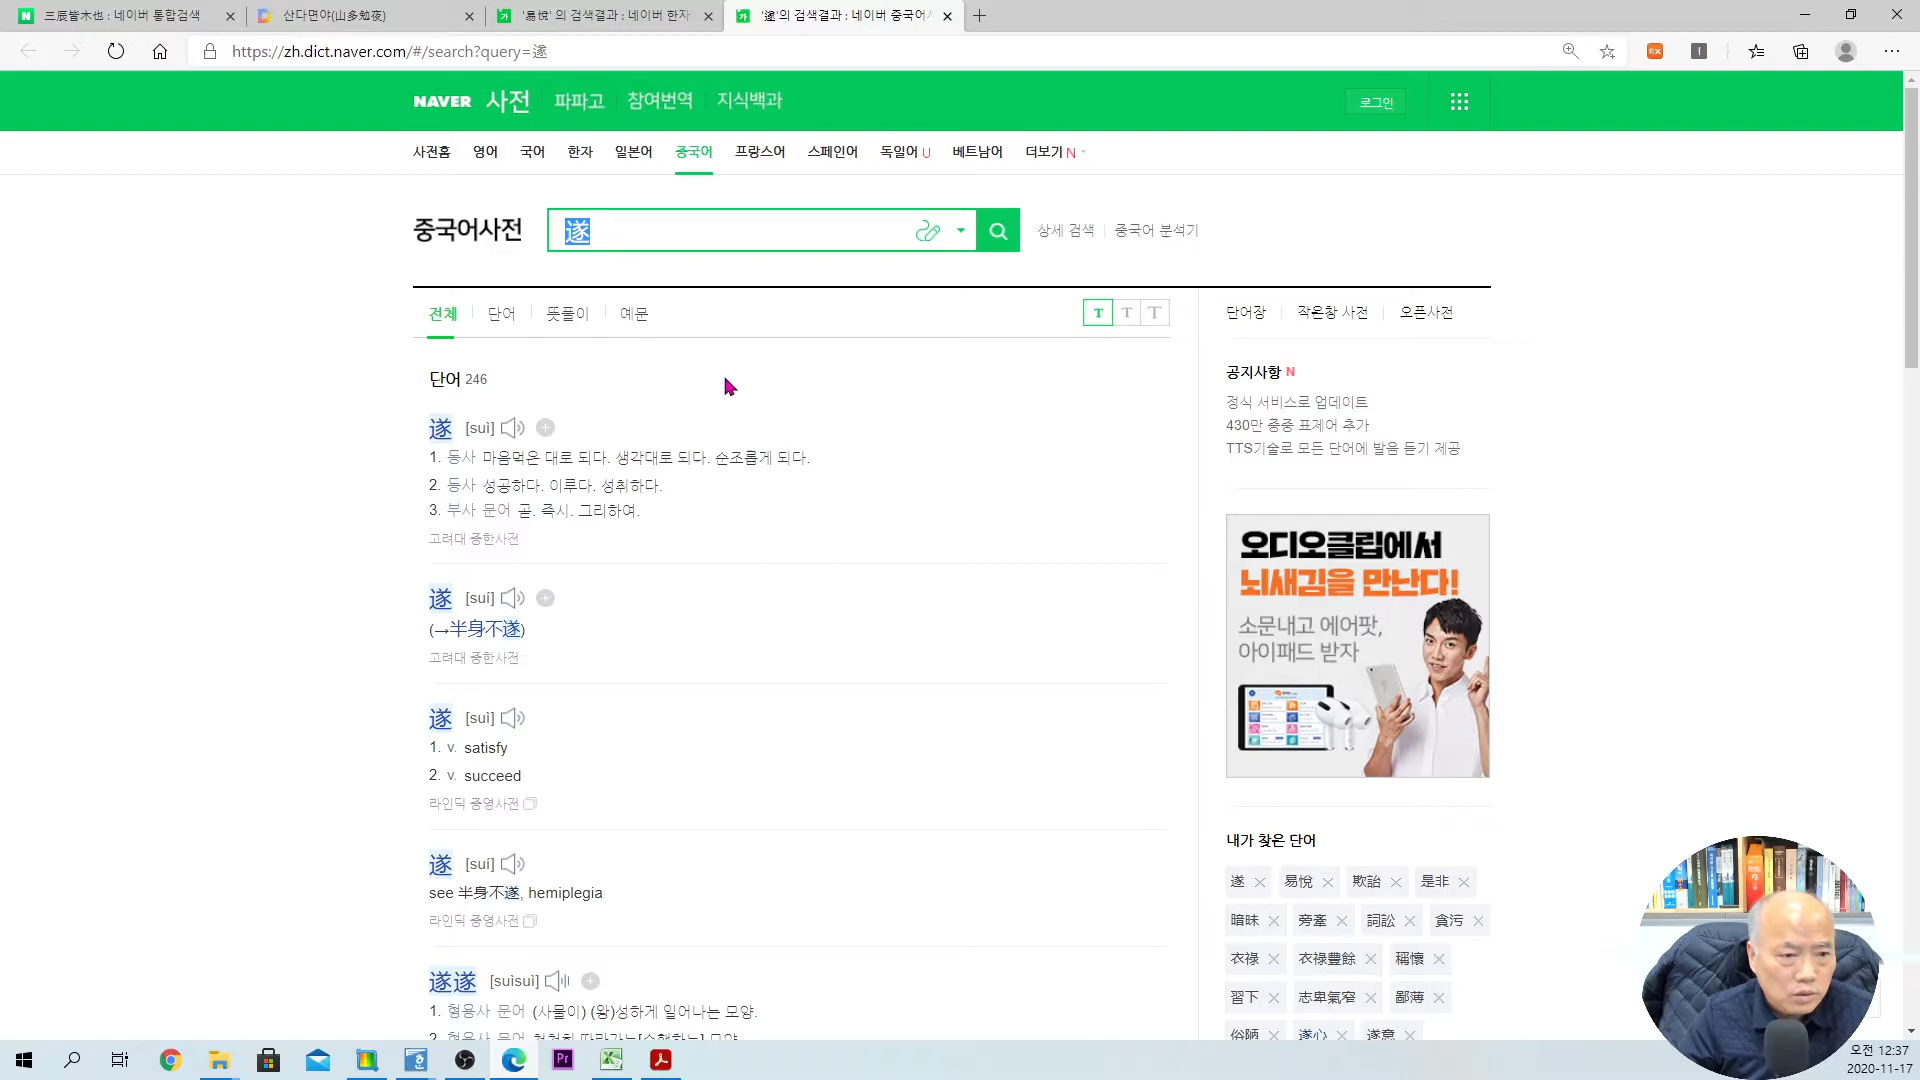 三辰皆木也 : 네이버 통합검색
산다면야(山多勉夜)
'易悅' 의 검색결과 : 네이버 한자
'遂'의 검색결과 : 네이버 중국어사
https://zh.dict.naver.com/#/search?query=遂
NAVER 사전 파파고 참여번역 지식백과
로그인
사전홈 영어 국어 한자 일본어 중국어 프랑스어 스페인어 독일어 U 베트남어 더보기 N
중국어사전
遂
상세 검색 중국어 분석기
전체 단어 뜻풀이 예문
T T T
단어장 작은창 사전 오픈사전
단어 246
遂 [suì]
1. 동사 마음먹은 대로 되다. 생각대로 되다. 순조롭게 되다.
2. 동사 성공하다. 이루다. 성취하다.
3. 부사 문어 곧. 즉시. 그리하여.
고려대 중한사전
遂 [suí]
(→半身不遂)
고려대 중한사전
遂 [suì]
1. v. satisfy
2. v. succeed
라인딕 중영사전
遂 [suí]
see 半身不遂, hemiplegia
라인딕 중영사전
遂遂 [suìsuì]
1. 형용사 문어 (사물이) (왕)성하게 일어나는 모양.
공지사항 N
정식 서비스로 업데이트
430만 중중 표제어 추가
TTS기술로 모든 단어에 발음 듣기 제공
오디오클립에서
뇌새김을 만난다!
소문내고 에어팟,
아이패드 받자
내가 찾은 단어
遂 易悅 欺詒 是非
暗昧 旁牽 詞訟 貪污
衣祿 衣祿豐餘 稱懷
習下 志卑氣窄 鄙薄
俗陋 遂心 遂意
오전 12:37
2020-11-17